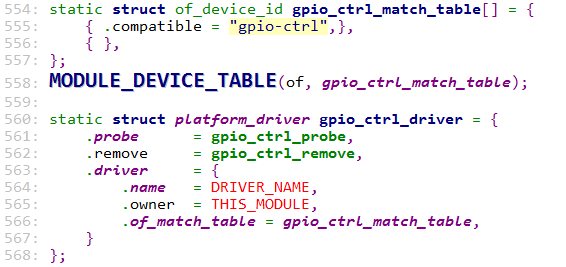 554: static struct of_device_id gpio_ctrl_match_table[] = {
555:     { .compatible = "gpio-ctrl",},
556:     { },
557: };
558: MODULE_DEVICE_TABLE(of, gpio_ctrl_match_table);
559:
560: static struct platform_driver gpio_ctrl_driver = {
561:     .probe      = gpio_ctrl_probe,
562:     .remove     = gpio_ctrl_remove,
563:     .driver     = {
564:         .name   = DRIVER_NAME,
565:         .owner  = THIS_MODULE,
566:         .of_match_table = gpio_ctrl_match_table,
567:     }
568: };